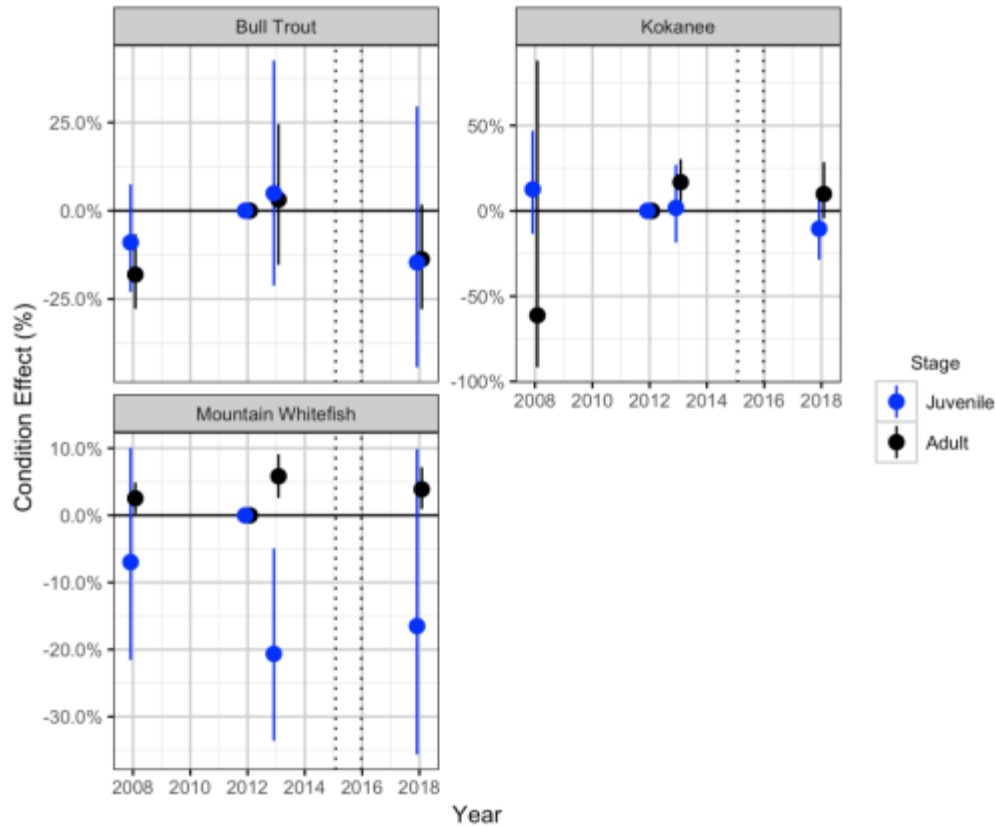 Bull Trout
Kokanee
25.0%
0.0%
-25.0%
50%
0%
-50%
-100%
2008 2010 2012 2014 2016 2018
Condition Effect (%)
Mountain Whitefish
10.0%
0.0%
-10.0%
-20.0%
-30.0%
2008 2010 2012 2014 2016 2018
Year
Stage
Juvenile
Adult